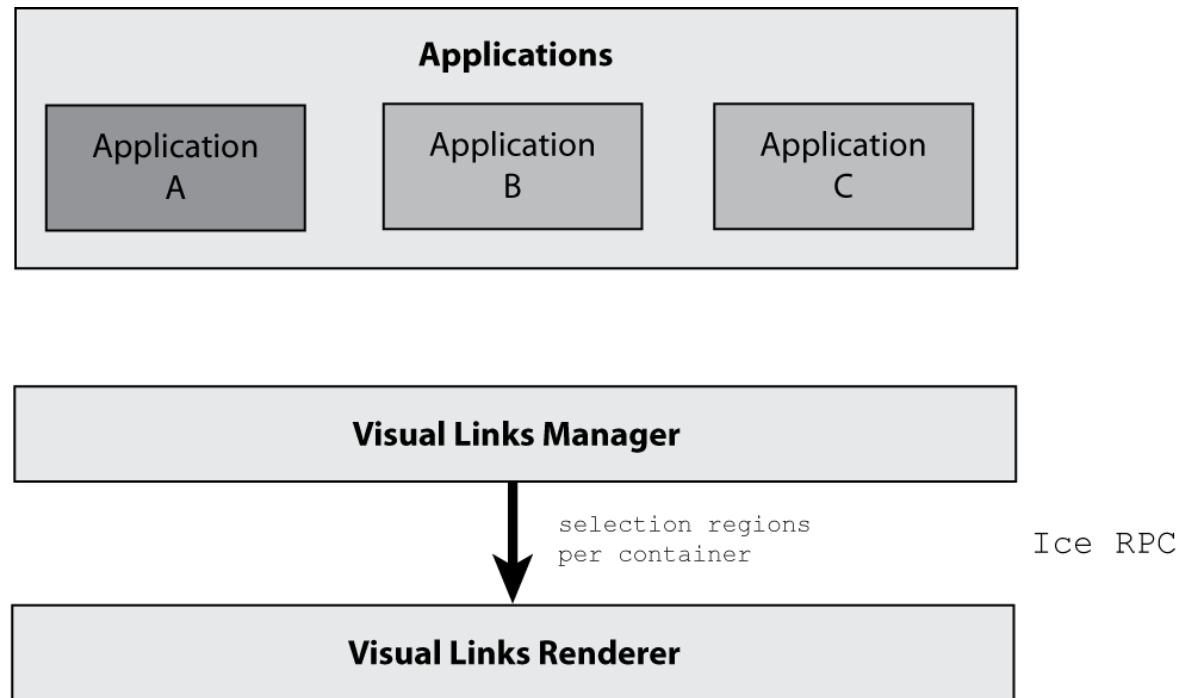 Applications
Application
A
Application
B
Application
C
Visual Links Manager
selection regions
per container
Ice RPC
Visual Links Renderer